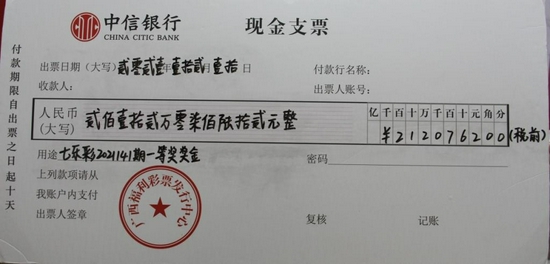 中信银行 现金支票
CHINA CITIC BANK
出票日期(大写)贰零贰壹年壹拾贰月壹拾日 付款行名称:
收款人: 出票人账号:
付款期限自出票之日起十天
人民币(大写) 贰佰壹拾贰万零柒佰陆拾贰元整
亿千百十万千百十元角分
¥212076200 (税前)
用途七乐彩2021141期一等奖奖金 密码
上列款项请从
我账户内支付
出票人签章 复核 记账
广西福利彩票发行中心